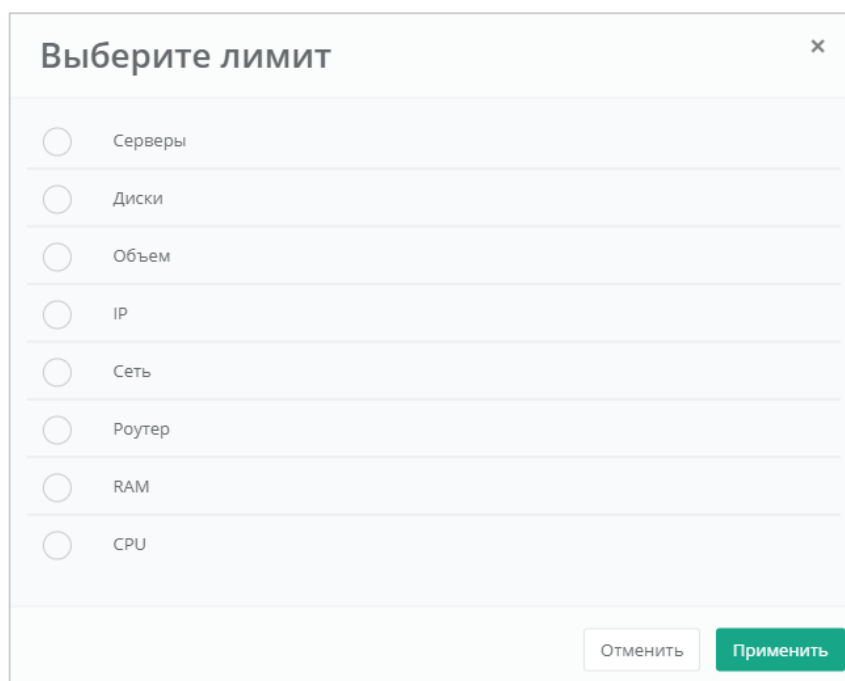 Выберите лимит
×
Серверы
Диски
Объем
IP
Сеть
Роутер
RAM
CPU
Отменить Применить